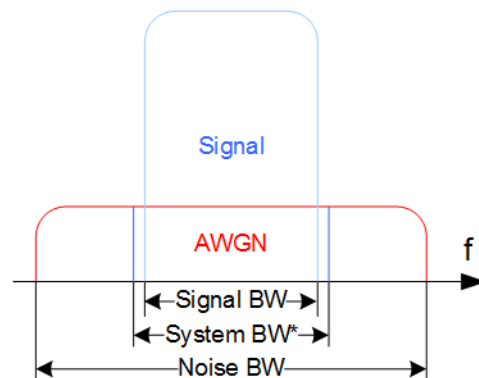 Signal
AWGN
f
Signal BW
System BW*
Noise BW